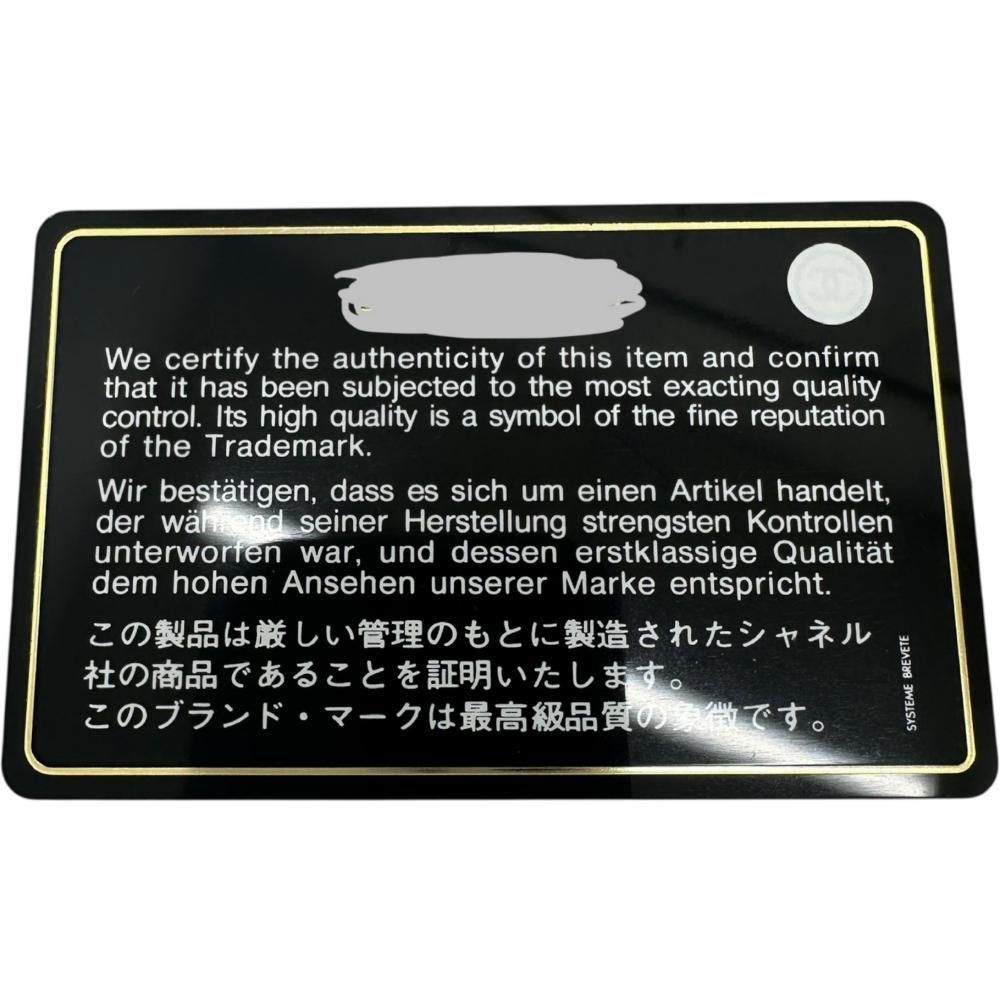 We certify the authenticity of this item and confirm
that it has been subjected to the most exacting quality
control. Its high quality is a symbol of the fine reputation
of the Trademark.
Wir bestätigen, dass es sich um einen Artikel handelt,
der während seiner Herstellung strengsten Kontrollen
unterworfen war, und dessen erstklassige Qualität
dem hohen Ansehen unserer Marke entspricht.
この製品は厳しい管理のもとに製造されたシャネル
社の商品であることを証明いたします。
このブランド・マークは最高級品質の象徴です。
SYSTEME BREVETE